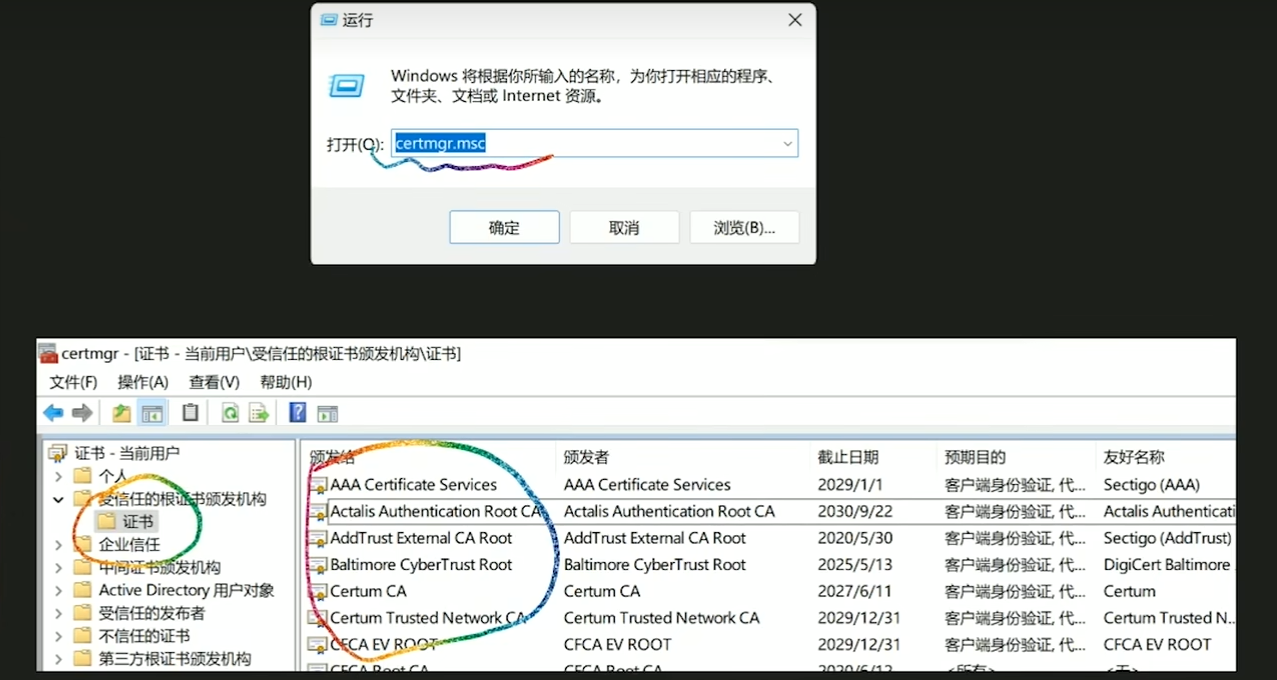 运行
Windows 将根据你所输入的名称，为你打开相应的程序、
文件夹、文档或 Internet 资源。
打开(O): certmgr.msc
确定 取消 浏览(B)...
certmgr - [证书 - 当前用户\受信任的根证书颁发机构\证书]
文件(F) 操作(A) 查看(V) 帮助(H)
证书 - 当前用户
个人
受信任的根证书颁发机构
证书
企业信任
中间证书颁发机构
Active Directory 用户对象
受信任的发布者
不信任的证书
第三方根证书颁发机构
颁发给 颁发者 截止日期 预期目的 友好名称
AAA Certificate Services AAA Certificate Services 2029/1/1 客户端身份验证, 代... Sectigo (AAA)
Actalis Authentication Root CA Actalis Authentication Root CA 2030/9/22 客户端身份验证, 代... Actalis Authenticati
AddTrust External CA Root AddTrust External CA Root 2020/5/30 客户端身份验证, 代... Sectigo (AddTrust)
Baltimore CyberTrust Root Baltimore CyberTrust Root 2025/5/13 客户端身份验证, 代... DigiCert Baltimore
Certum CA Certum CA 2027/6/11 客户端身份验证, 代... Certum
Certum Trusted Network CA Certum Trusted Network CA 2029/12/31 客户端身份验证, 代... Certum Trusted N...
CFCA EV ROOT CFCA EV ROOT 2029/12/31 客户端身份验证, 代... CFCA EV ROOT
CFCA Root CA CFCA Root CA 2020/6/12 <所有> <无>